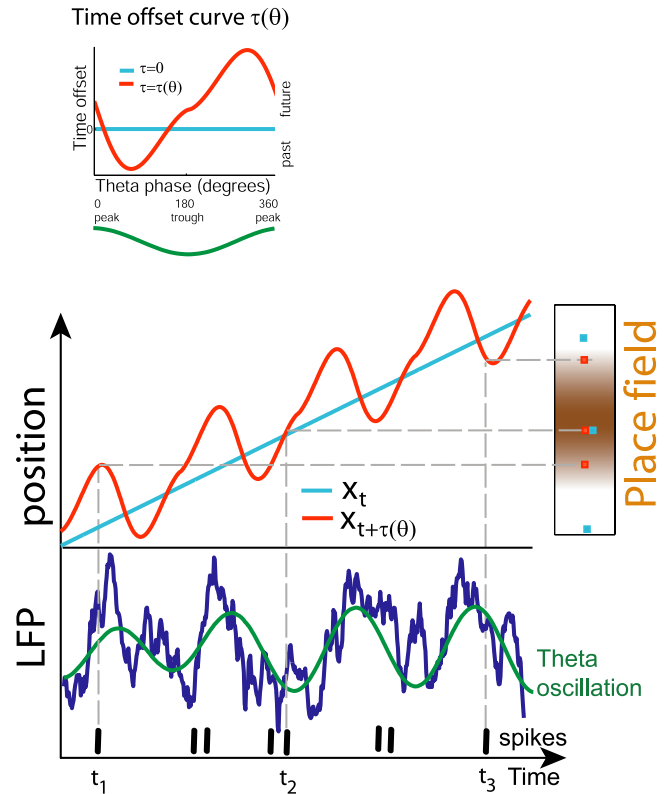 Time offset curve τ(θ)
τ=0
τ=τ(θ)
Time offset
0
future
past
Theta phase (degrees)
0 180 360
peak trough peak
position
x_t
x_{t+τ(θ)}
Place field
LFP
Theta
oscillation
spikes
t_1 t_2 t_3 Time